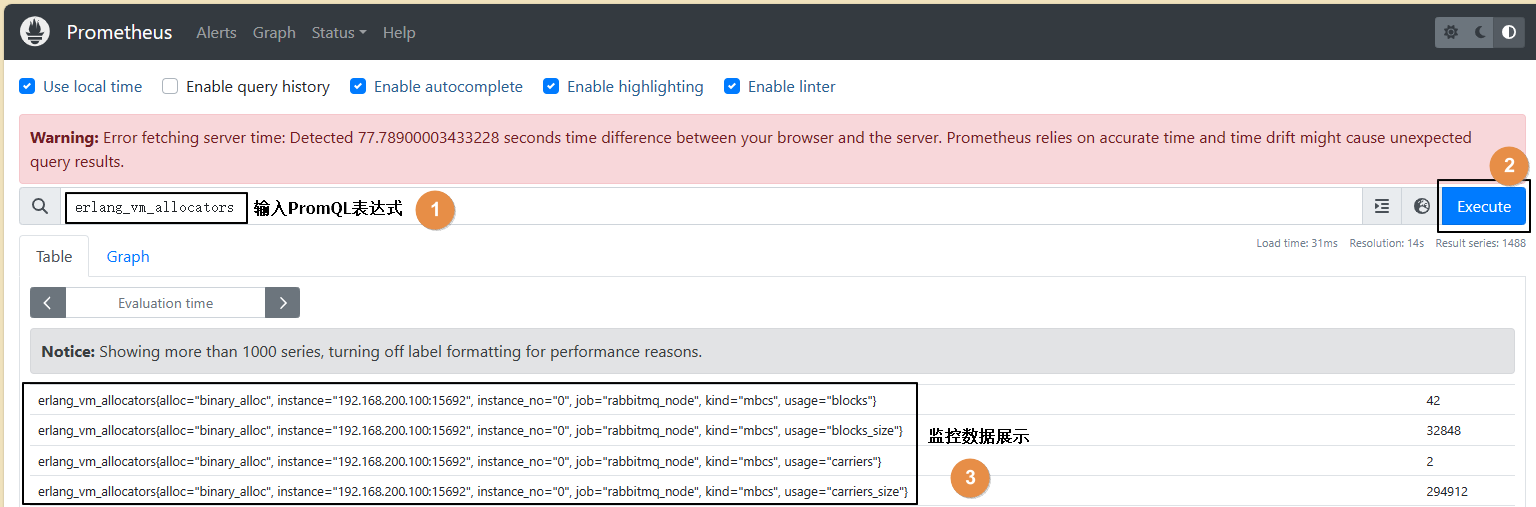 Prometheus Alerts Graph Status Help
Use local time Enable query history Enable autocomplete Enable highlighting Enable linter
Warning: Error fetching server time: Detected 77.78900003433228 seconds time difference between your browser and the server. Prometheus relies on accurate time and time drift might cause unexpected
query results.
2
erlang_vm_allocators 输入PromQL表达式 1 Execute
Load time: 31ms Resolution: 14s Result series: 1488
Table Graph
Evaluation time
Notice: Showing more than 1000 series, turning off label formatting for performance reasons.
erlang_vm_allocators{alloc="binary_alloc", instance="192.168.200.100:15692", instance_no="0", job="rabbitmq_node", kind="mbcs", usage="blocks"} 42
erlang_vm_allocators{alloc="binary_alloc", instance="192.168.200.100:15692", instance_no="0", job="rabbitmq_node", kind="mbcs", usage="blocks_size"} 32848
监控数据展示
erlang_vm_allocators{alloc="binary_alloc", instance="192.168.200.100:15692", instance_no="0", job="rabbitmq_node", kind="mbcs", usage="carriers"} 2
3
erlang_vm_allocators{alloc="binary_alloc", instance="192.168.200.100:15692", instance_no="0", job="rabbitmq_node", kind="mbcs", usage="carriers_size"} 294912